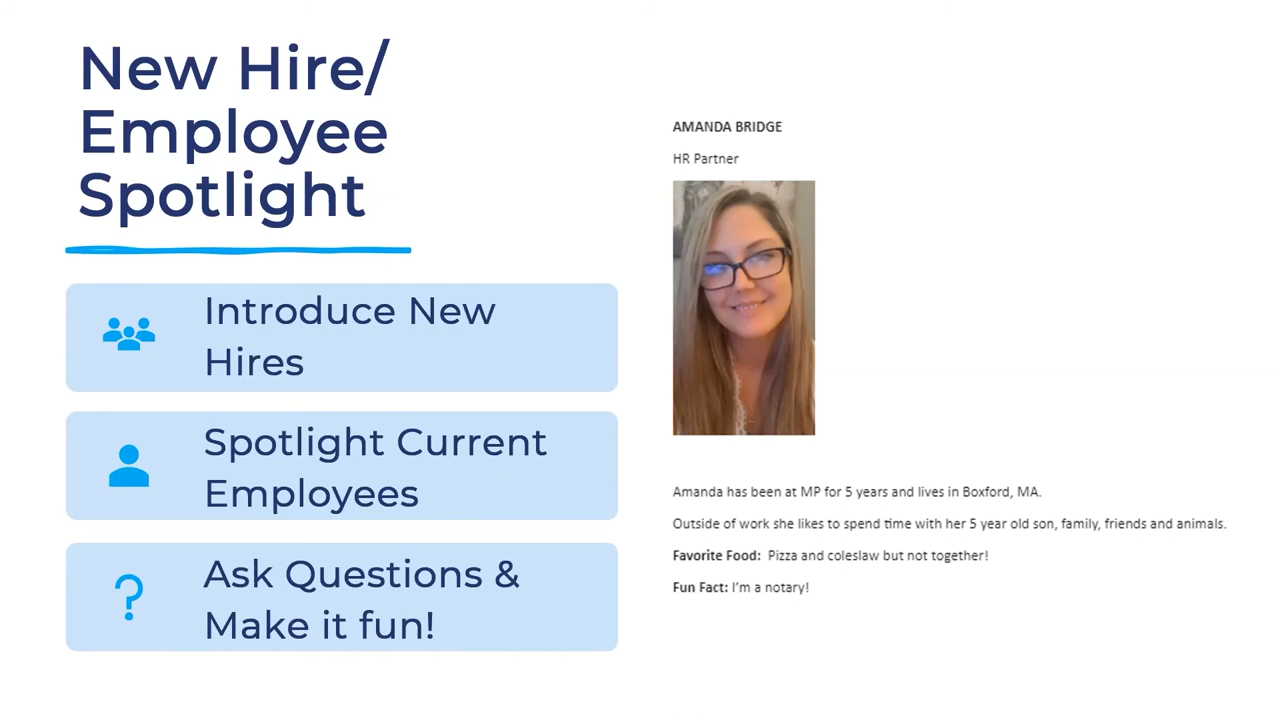 New Hire/
Employee
Spotlight
Introduce New
Hires
Spotlight Current
Employees
Ask Questions &
Make it fun!
AMANDA BRIDGE
HR Partner
Amanda has been at MP for 5 years and lives in Boxford, MA.
Outside of work she likes to spend time with her 5 year old son, family, friends and animals.
Favorite Food: Pizza and coleslaw but not together!
Fun Fact: I'm a notary!